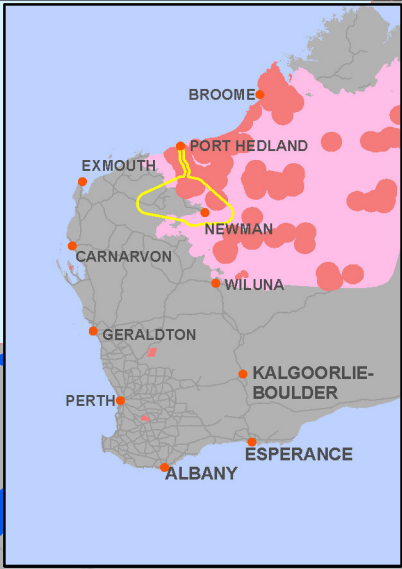 BROOME
PORT HEDLAND
EXMOUTH
NEWMAN
CARNARVON
WILUNA
GERALDTON
KALGOORLIE-
BOULDER
PERTH
ESPERANCE
ALBANY